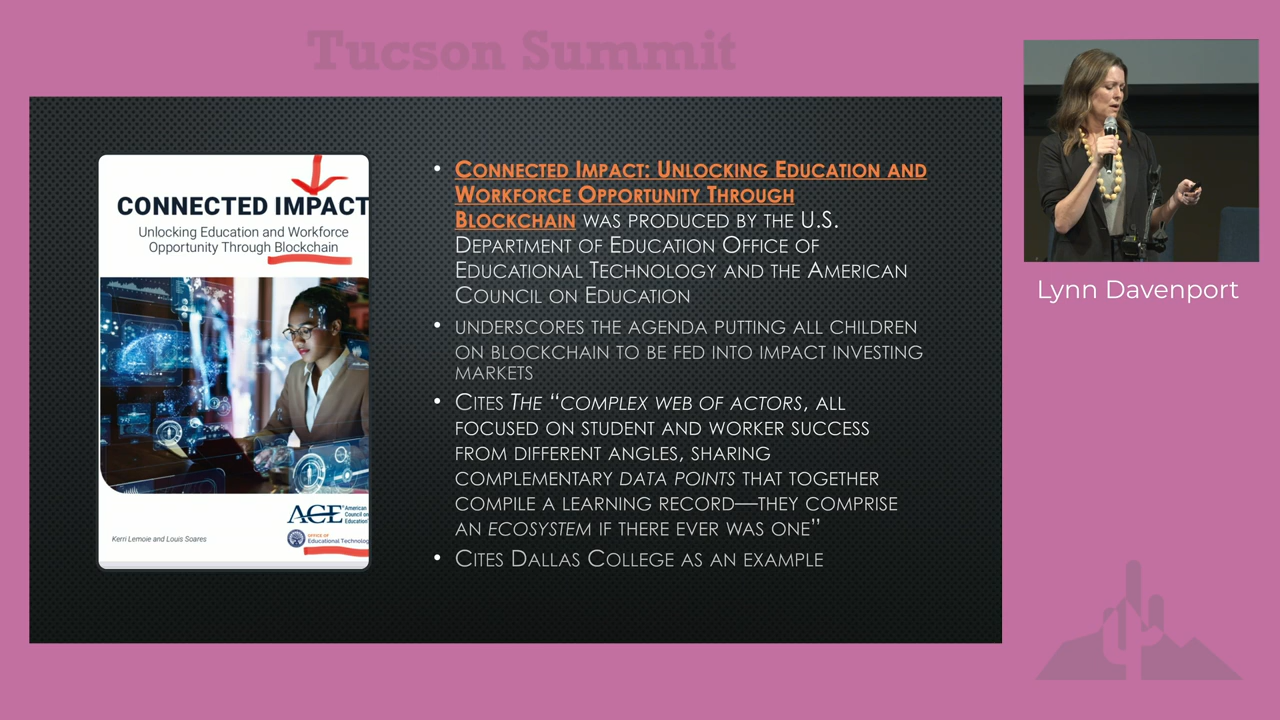 Tucson Summit
CONNECTED IMPACT
Unlocking Education and Workforce
Opportunity Through Blockchain
ACE
American
Council on
Education
OFFICE OF
Educational Technolog
Kerri Lemoie and Louis Soares
• CONNECTED IMPACT: UNLOCKING EDUCATION AND
WORKFORCE OPPORTUNITY THROUGH
BLOCKCHAIN WAS PRODUCED BY THE U.S.
DEPARTMENT OF EDUCATION OFFICE OF
EDUCATIONAL TECHNOLOGY AND THE AMERICAN
COUNCIL ON EDUCATION
• UNDERSCORES THE AGENDA PUTTING ALL CHILDREN
ON BLOCKCHAIN TO BE FED INTO IMPACT INVESTING
MARKETS
• CITES THE “COMPLEX WEB OF ACTORS, ALL
FOCUSED ON STUDENT AND WORKER SUCCESS
FROM DIFFERENT ANGLES, SHARING
COMPLEMENTARY DATA POINTS THAT TOGETHER
COMPILE A LEARNING RECORD—THEY COMPRISE
AN ECOSYSTEM IF THERE EVER WAS ONE”
• CITES DALLAS COLLEGE AS AN EXAMPLE
Lynn Davenport